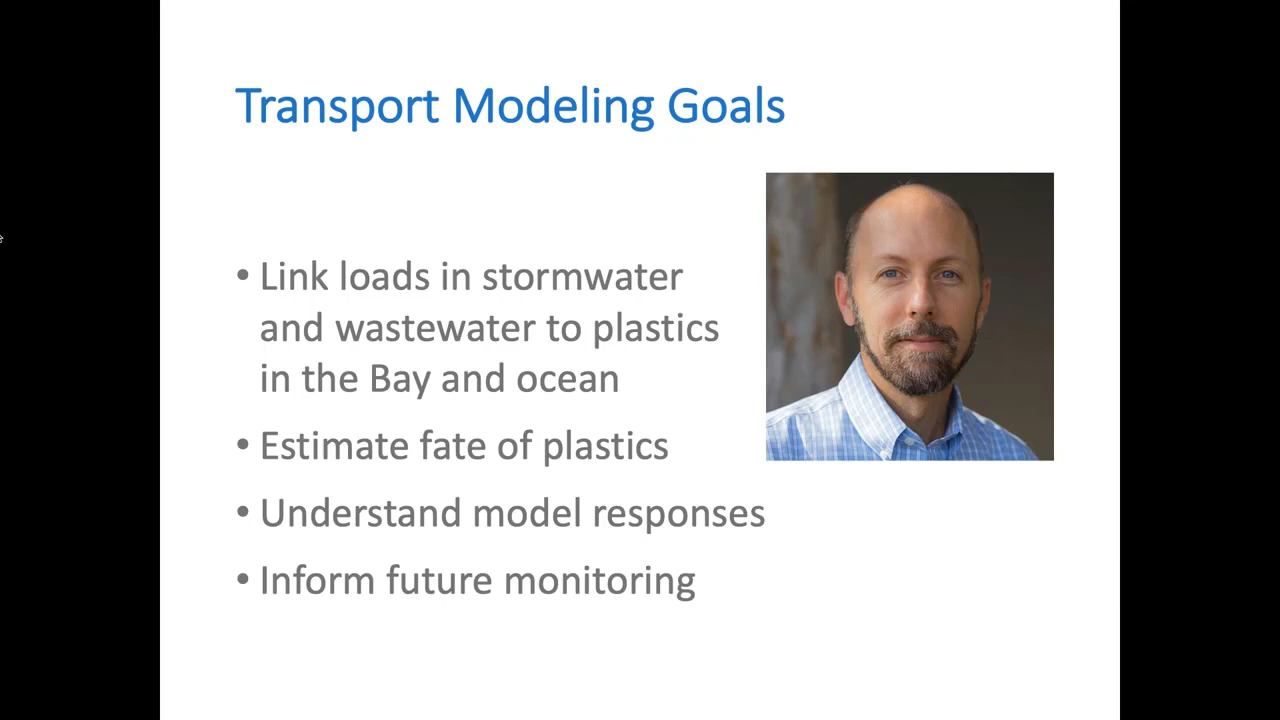 Transport Modeling Goals
• Link loads in stormwater
and wastewater to plastics
in the Bay and ocean
• Estimate fate of plastics
• Understand model responses
• Inform future monitoring